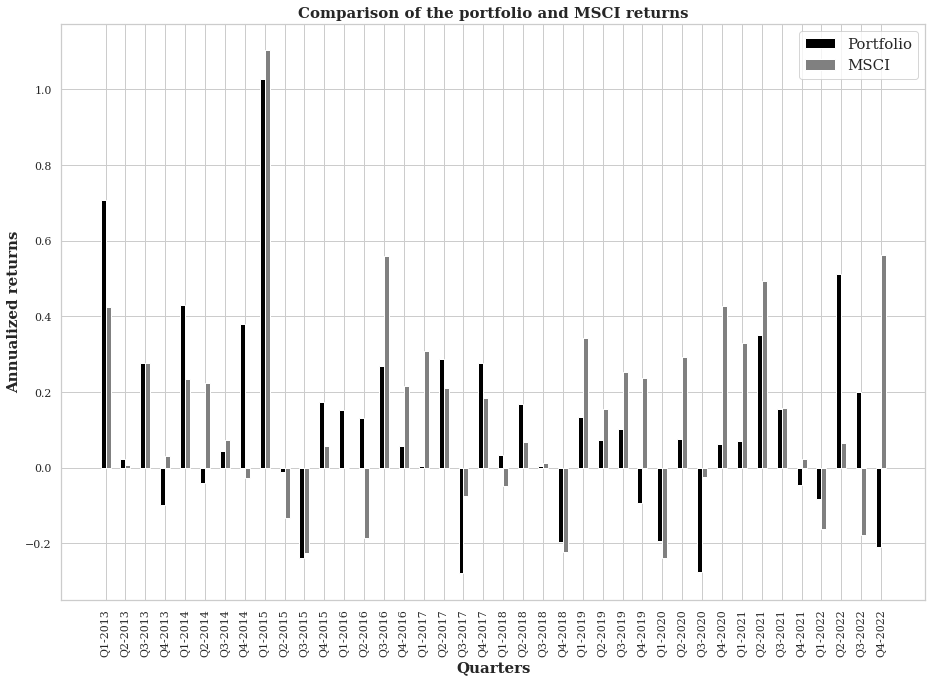 Comparison of the portfolio and MSCI returns
Portfolio
MSCI
Annualized returns
1.0
0.8
0.6
0.4
0.2
0.0
−0.2
Q1-2013
Q2-2013
Q3-2013
Q4-2013
Q1-2014
Q2-2014
Q3-2014
Q4-2014
Q1-2015
Q2-2015
Q3-2015
Q4-2015
Q1-2016
Q2-2016
Q3-2016
Q4-2016
Q1-2017
Q2-2017
Q3-2017
Q4-2017
Q1-2018
Q2-2018
Q3-2018
Q4-2018
Q1-2019
Q2-2019
Q3-2019
Q4-2019
Q1-2020
Q2-2020
Q3-2020
Q4-2020
Q1-2021
Q2-2021
Q3-2021
Q4-2021
Q1-2022
Q2-2022
Q3-2022
Q4-2022
Quarters